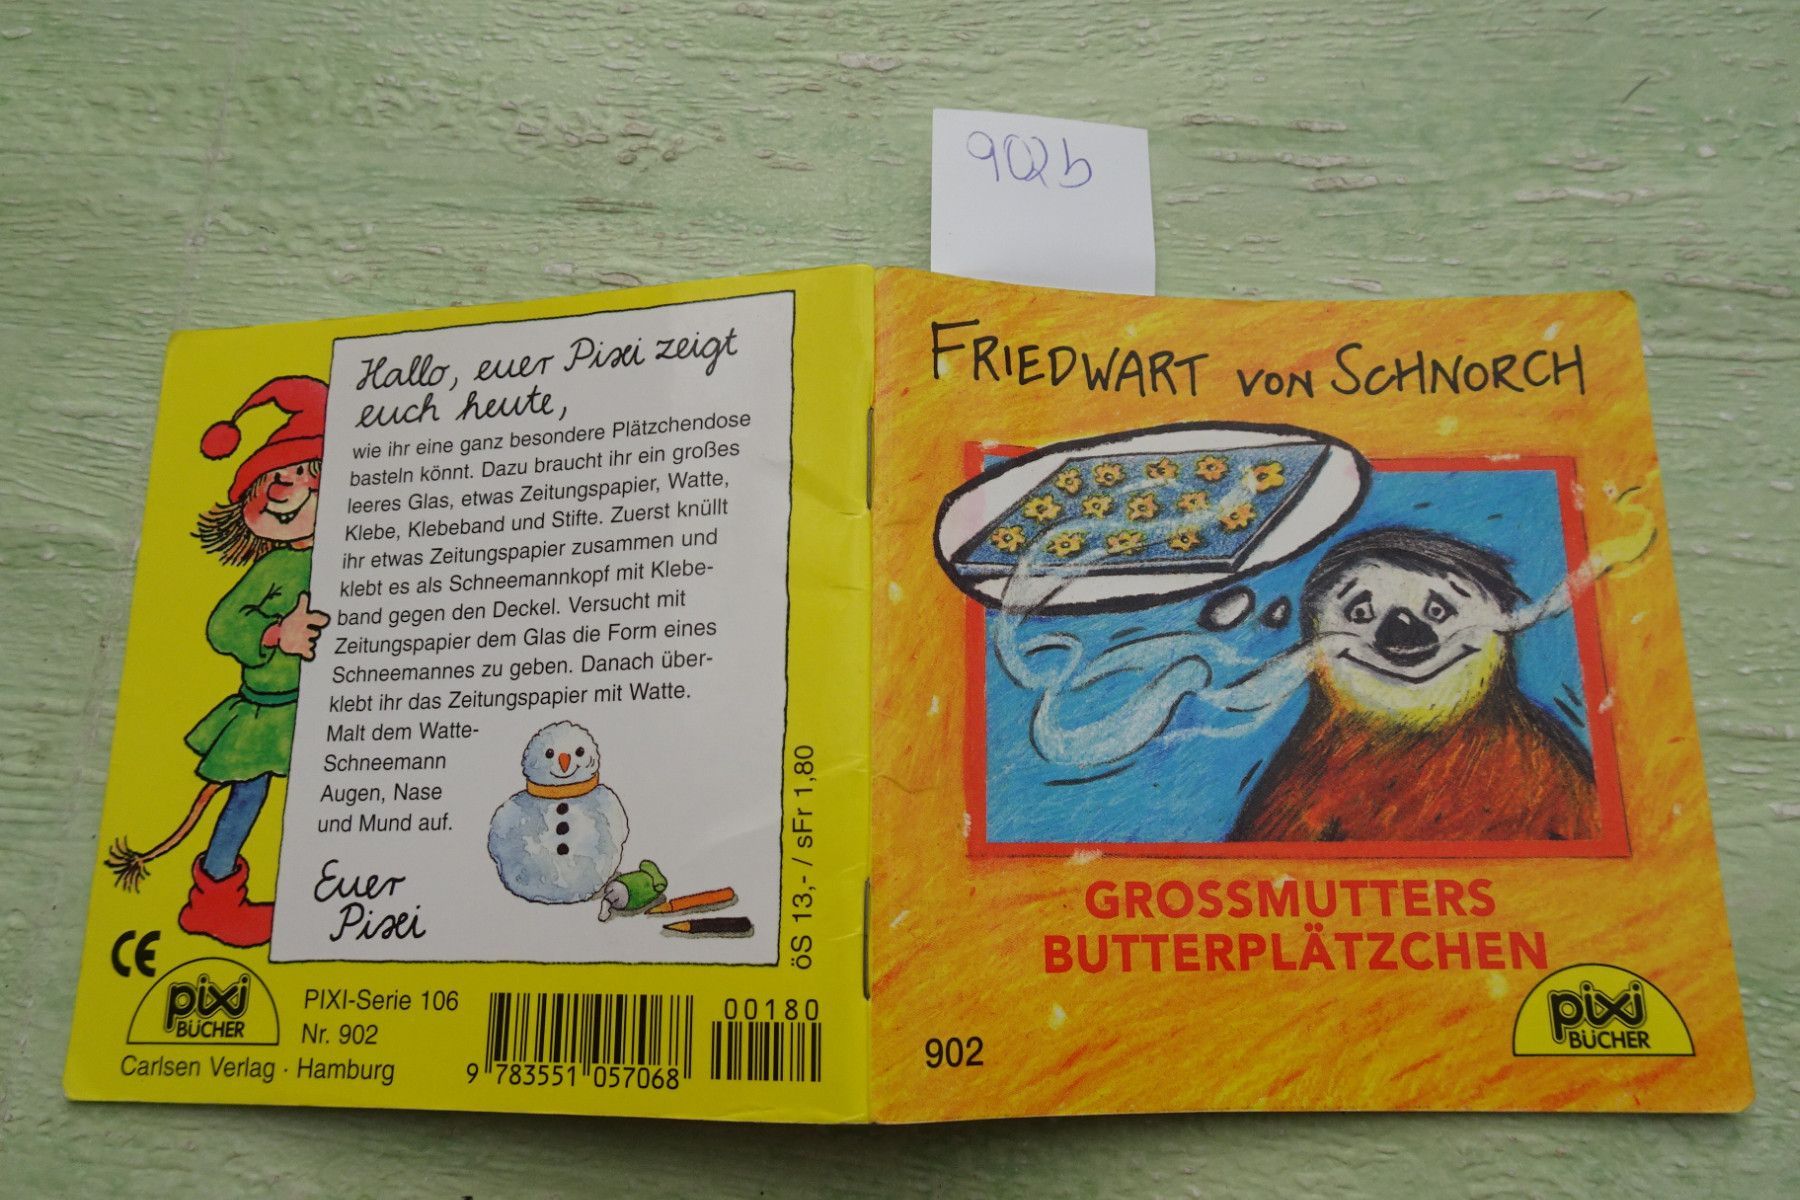 902b
Hallo, euer Pixi zeigt
euch heute,
wie ihr eine ganz besondere Plätzchendose
basteln könnt. Dazu braucht ihr ein großes
leeres Glas, etwas Zeitungspapier, Watte,
Klebe, Klebeband und Stifte. Zuerst knüllt
ihr etwas Zeitungspapier zusammen und
klebt es als Schneemannkopf mit Klebe-
band gegen den Deckel. Versucht mit
Zeitungspapier dem Glas die Form eines
Schneemannes zu geben. Danach über-
klebt ihr das Zeitungspapier mit Watte.
Malt dem Watte-
Schneemann
Augen, Nase
und Mund auf.
Euer
Pixi
öS 13,- / sFr 1,80
CE
pixi
BÜCHER
PIXI-Serie 106
Nr. 902
Carlsen Verlag · Hamburg
9 783551 057068
00180
FRIEDWART VON SCHNORCH
GROSSMUTTERS
BUTTERPLÄTZCHEN
902
pixi
BÜCHER